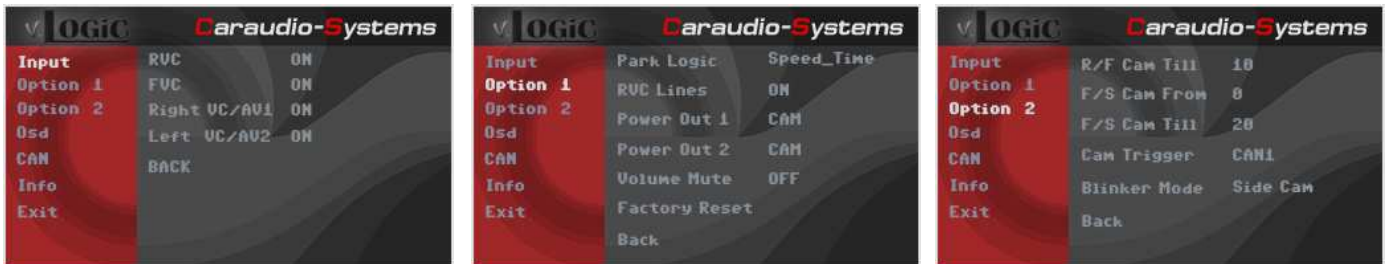 v.LOGiC Caraudio-Systems
Input
Option 1
Option 2
Osd
CAN
Info
Exit
RVC ON
FVC ON
Right VC/AV1 ON
Left VC/AV2 ON
BACK
v.LOGiC Caraudio-Systems
Input
Option 1
Option 2
Osd
CAN
Info
Exit
Park Logic Speed_Time
RVC Lines ON
Power Out 1 CAM
Power Out 2 CAM
Volume Mute OFF
Factory Reset
Back
v.LOGiC Caraudio-Systems
Input
Option 1
Option 2
Osd
CAN
Info
Exit
R/F Cam Till 10
F/S Cam From 0
F/S Cam Till 20
Cam Trigger CAN1
Blinker Mode Side Cam
Back